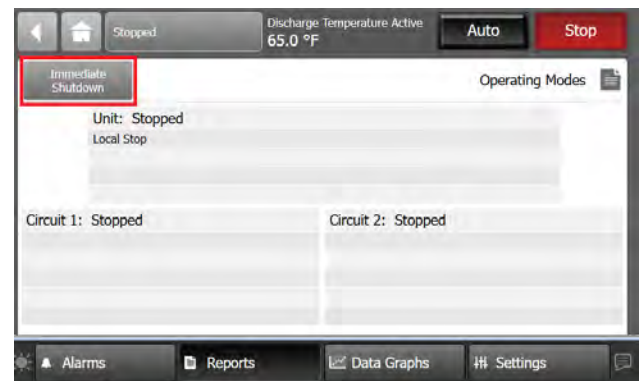 Stopped
Discharge Temperature Active
65.0 °F
Auto
Stop
Immediate
Shutdown
Operating Modes
Unit: Stopped
Local Stop
Circuit 1: Stopped
Circuit 2: Stopped
Alarms
Reports
Data Graphs
Settings